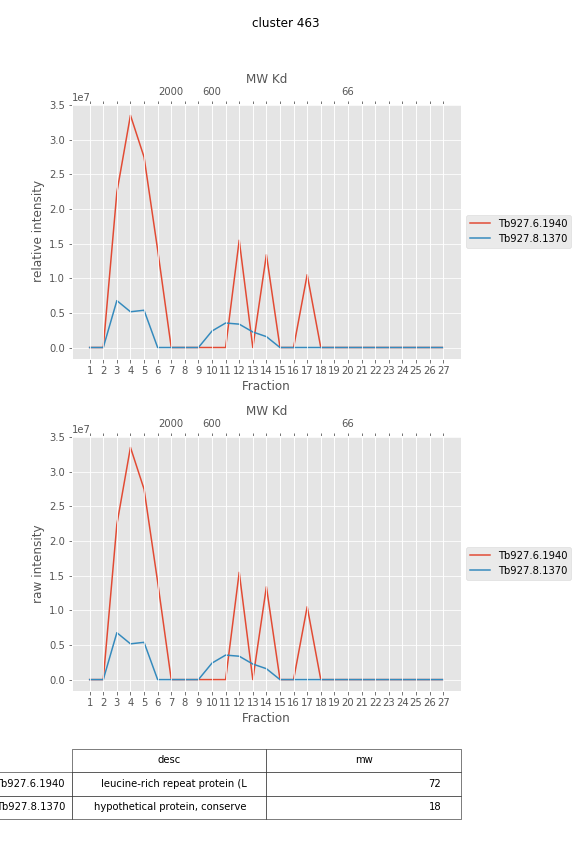 cluster 463
MW Kd
1e7 2000 600 66
3.5
3.0
2.5
2.0
1.5
1.0
0.5
0.0
relative intensity
Tb927.6.1940
Tb927.8.1370
1 2 3 4 5 6 7 8 9 10 11 12 13 14 15 16 17 18 19 20 21 22 23 24 25 26 27
Fraction
MW Kd
1e7 2000 600 66
3.5
3.0
2.5
2.0
1.5
1.0
0.5
0.0
raw intensity
Tb927.6.1940
Tb927.8.1370
1 2 3 4 5 6 7 8 9 10 11 12 13 14 15 16 17 18 19 20 21 22 23 24 25 26 27
Fraction
desc mw
b927.6.1940 leucine-rich repeat protein (L 72
Tb927.8.1370 hypothetical protein, conserve 18